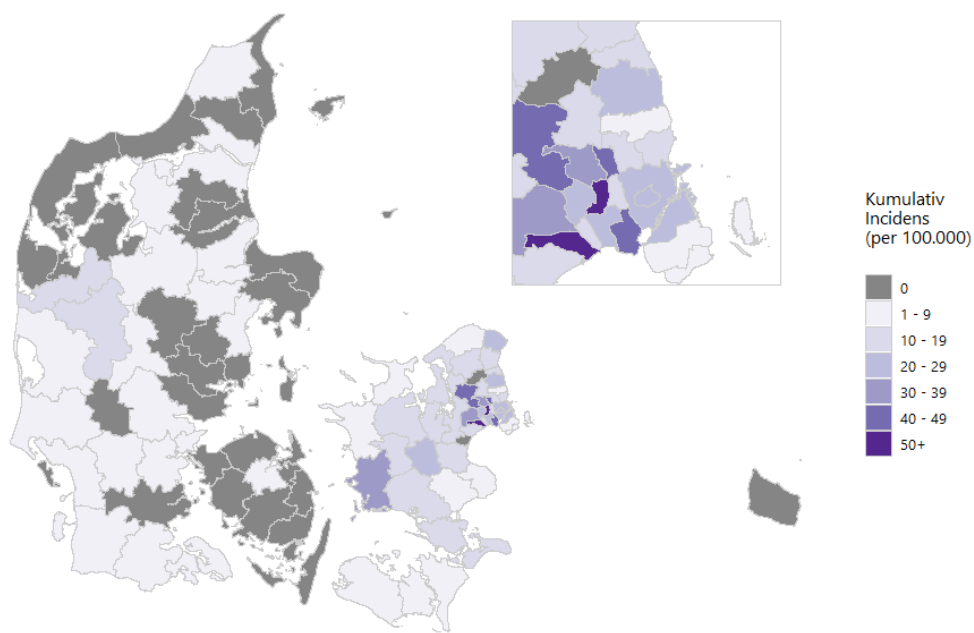 Kumulativ
Incidens
(per 100.000)
0
1 - 9
10 - 19
20 - 29
30 - 39
40 - 49
50+